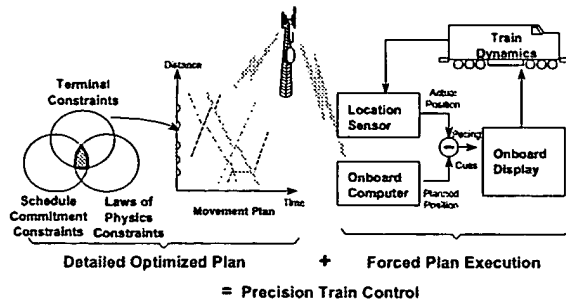 Terminal
Constraints
Schedule
Commitment
Constraints
Laws of
Physics
Constraints
Distance
Time
Movement Plan
Train
Dynamics
Location
Sensor
Actual
Position
Pacing
Cues
Onboard
Display
Onboard
Computer
Planned
Position
Detailed Optimized Plan + Forced Plan Execution
= Precision Train Control